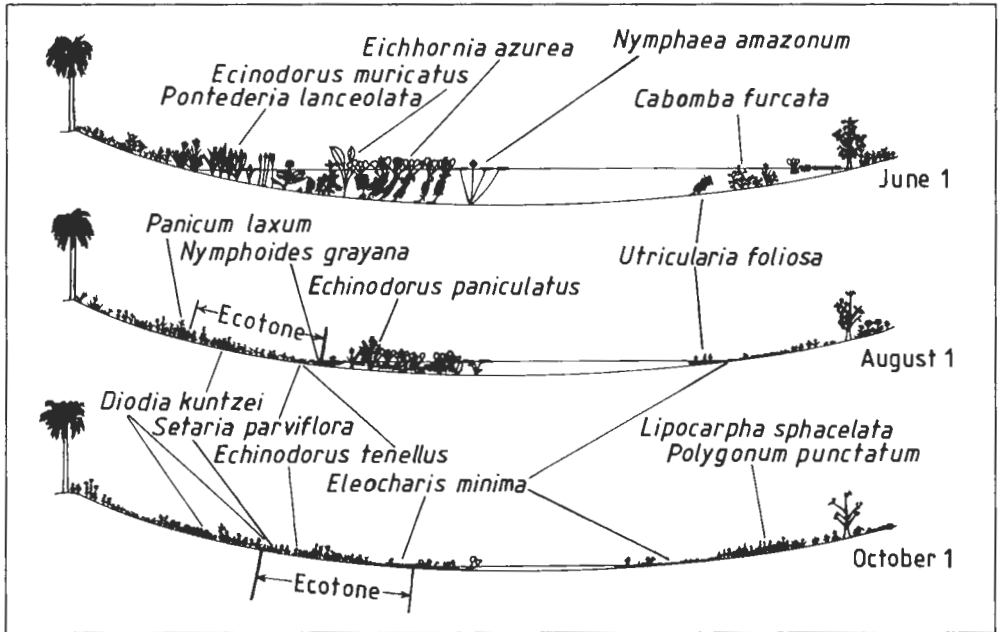 Eichhornia azurea
Nymphaea amazonum
Ecinodorus muricatus
Pontederia lanceolata
Cabomba furcata
June 1
Panicum laxum
Nymphoides grayana
Utricularia foliosa
Echinodorus paniculatus
Ecotone
August 1
Diodia kuntzei
Setaria parviflora
Echinodorus tenellus
Eleocharis minima
Lipocarpha sphacelata
Polygonum punctatum
October 1
Ecotone